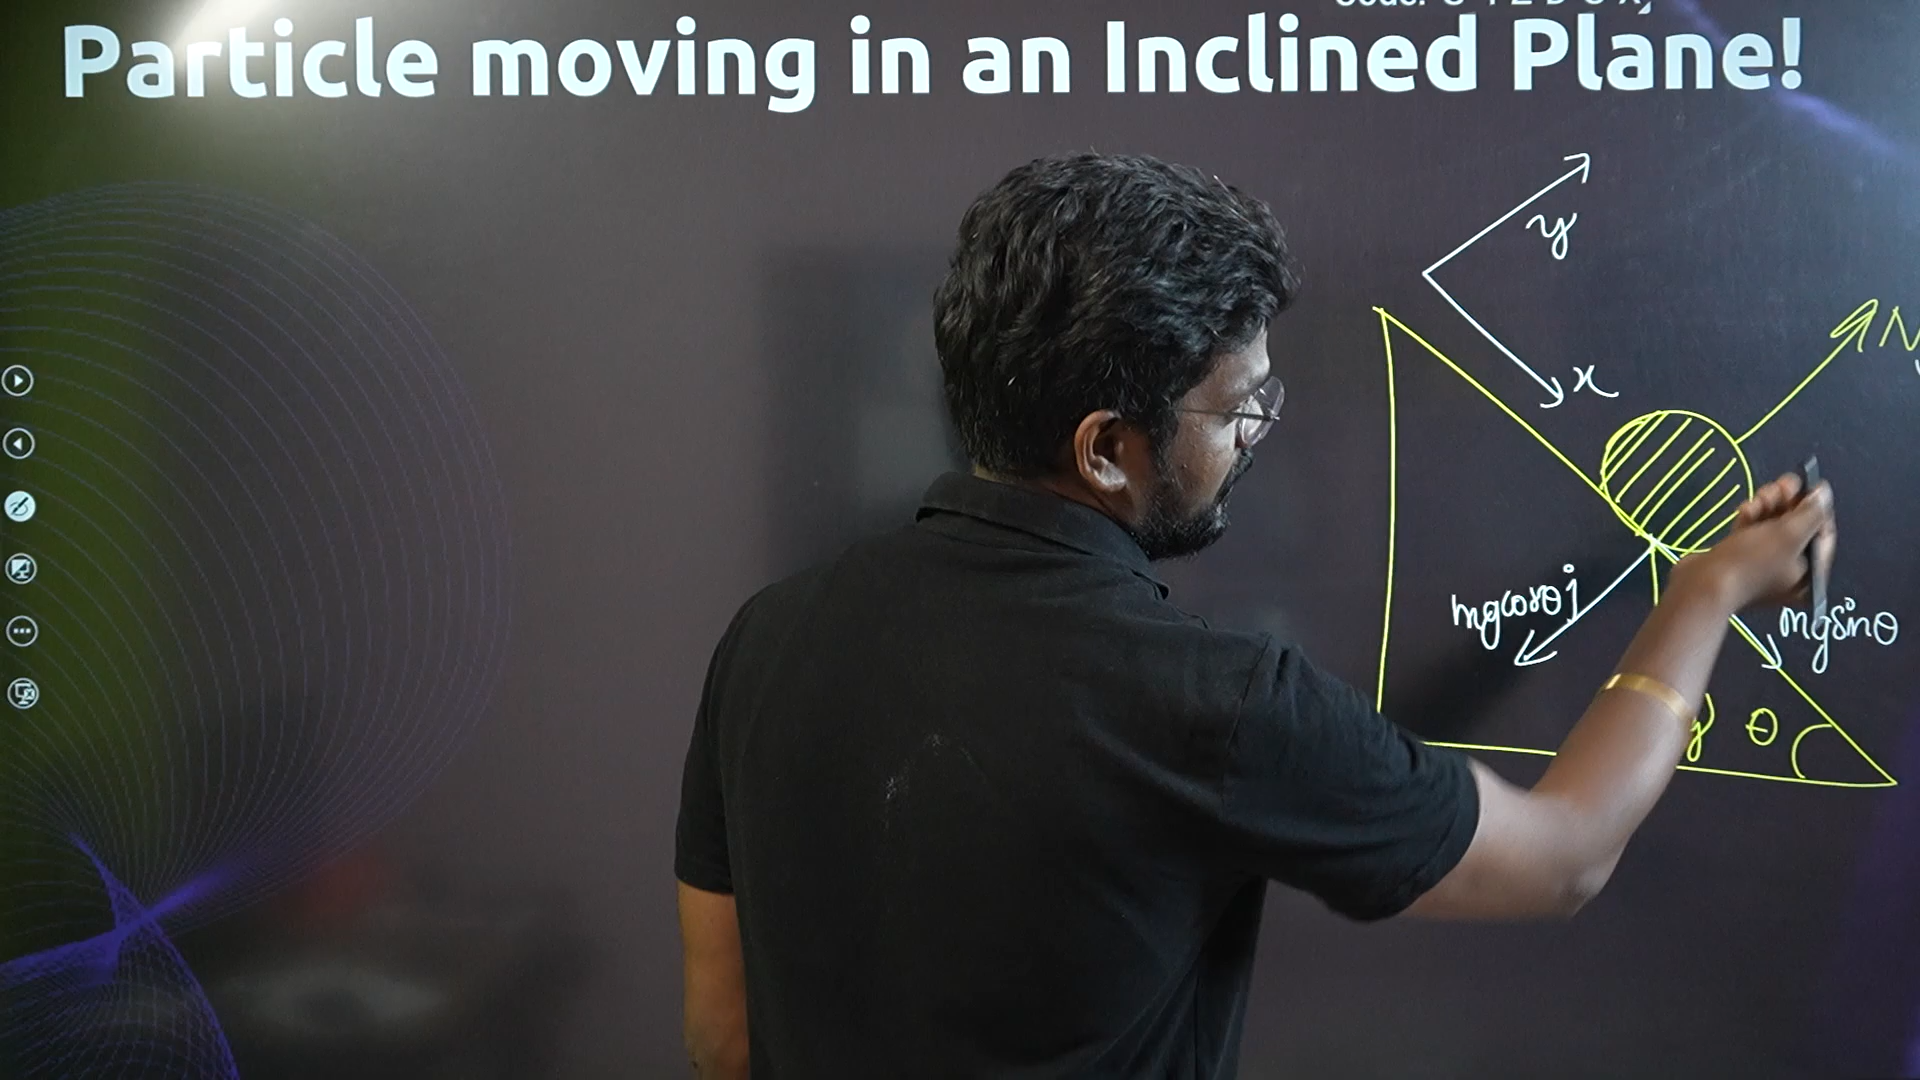 Particle moving in an Inclined Plane!
y
x
N
mgcosθ j
mgsinθ
θ